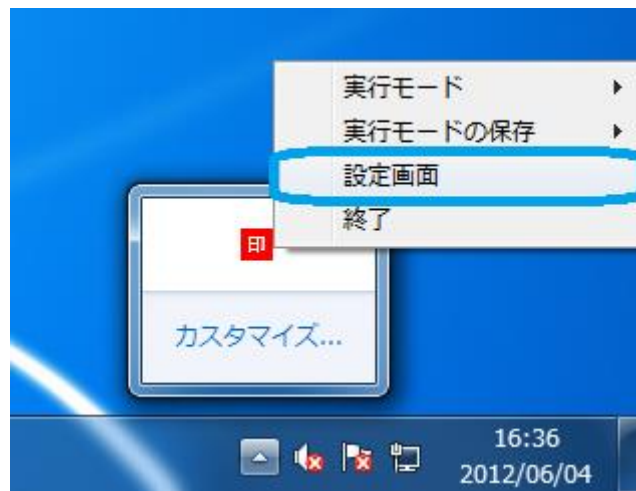 実行モード
実行モードの保存
設定画面
終了
印
カスタマイズ...
16:36
2012/06/04